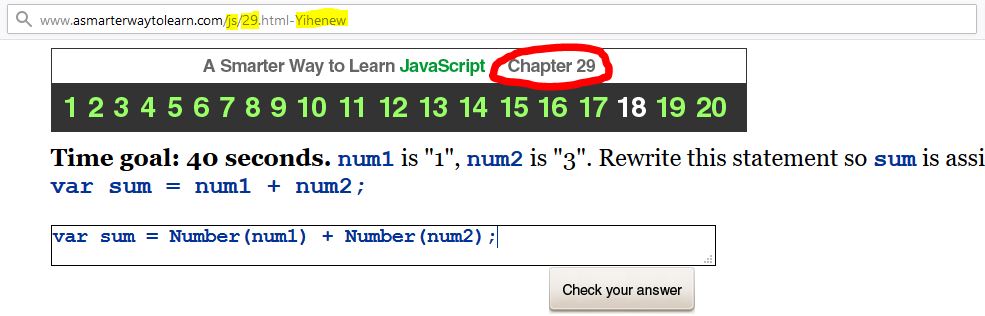 www.asmarterwaytolearn.com/js/29.html-Yihenew
A Smarter Way to Learn JavaScript Chapter 29
1 2 3 4 5 6 7 8 9 10 11 12 13 14 15 16 17 18 19 20
Time goal: 40 seconds. num1 is "1", num2 is "3". Rewrite this statement so sum is assi
var sum = num1 + num2;
var sum = Number(num1) + Number(num2);
Check your answer